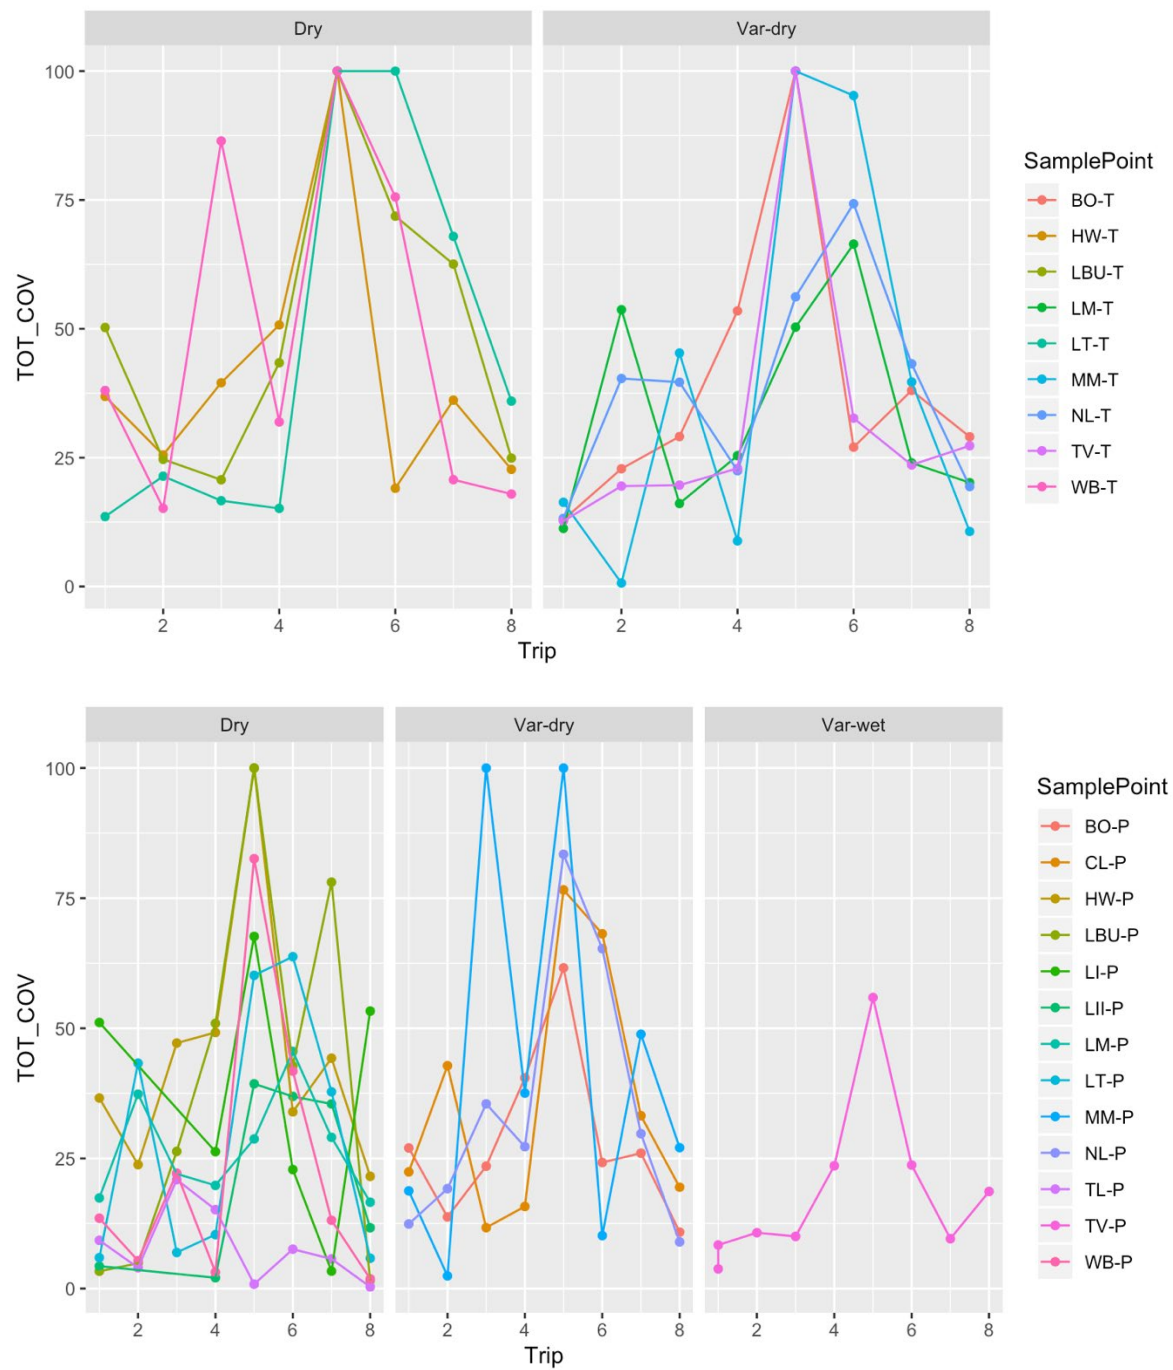 Dry Var-dry
100
75
50
25
0
TOT_COV
2 4 6 8 2 4 6 8
Trip
SamplePoint
BO-T
HW-T
LBU-T
LM-T
LT-T
MM-T
NL-T
TV-T
WB-T
Dry Var-dry Var-wet
100
75
50
25
0
TOT_COV
2 4 6 8 2 4 6 8 2 4 6 8
Trip
SamplePoint
BO-P
CL-P
HW-P
LBU-P
LI-P
LII-P
LM-P
LT-P
MM-P
NL-P
TL-P
TV-P
WB-P